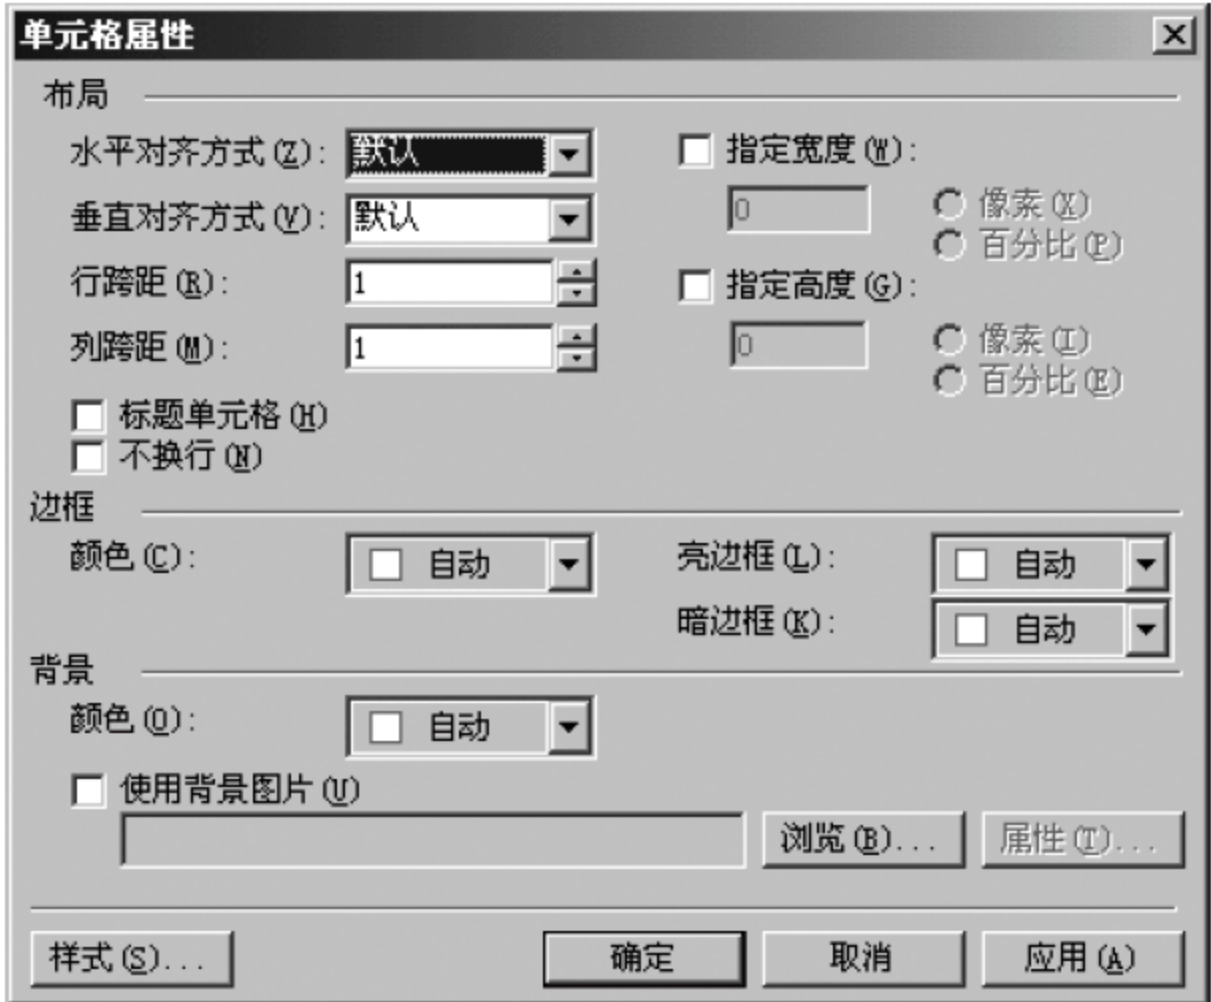 单元格属性
布局
水平对齐方式(Z): 默认 指定宽度(W):
垂直对齐方式(V): 默认 0 像素(X)
百分比(P)
行跨距(R): 1 指定高度(G):
列跨距(M): 1 0 像素(I)
百分比(E)
标题单元格(H)
不换行(N)
边框
颜色(C): 自动 亮边框(L): 自动
暗边框(K): 自动
背景
颜色(O): 自动
使用背景图片(U)
浏览(B)... 属性(T)...
样式(S)... 确定 取消 应用(A)